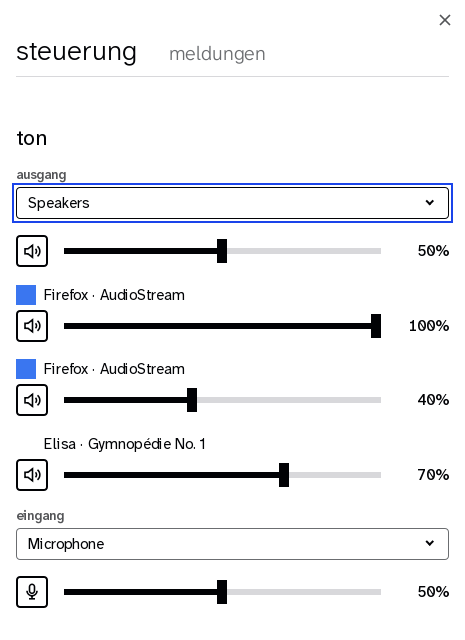 steuerung meldungen
ton
ausgang
Speakers
50%
Firefox · AudioStream
100%
Firefox · AudioStream
40%
Elisa · Gymnopédie No. 1
70%
eingang
Microphone
50%